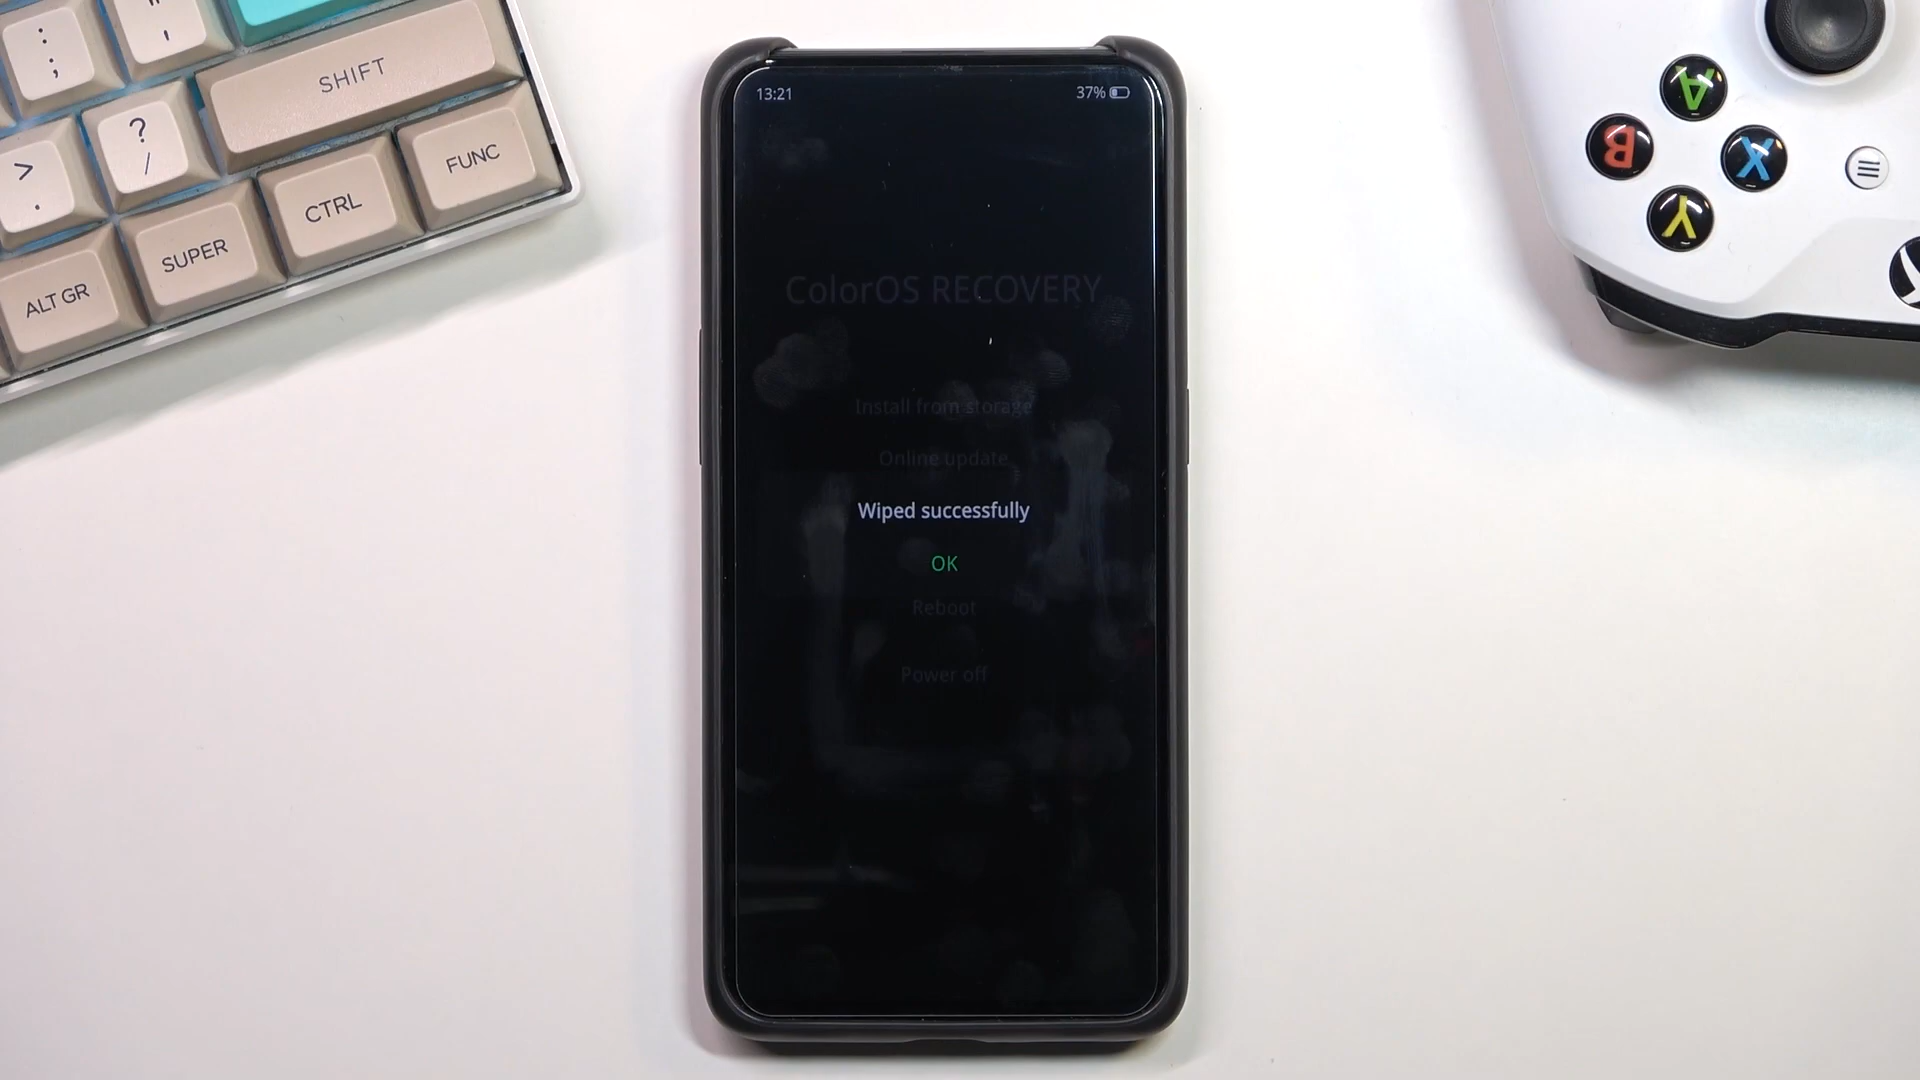 : ;
" '
SHIFT
? /
> .
FUNC
CTRL
SUPER
ALT GR
13:21
37%
ColorOS RECOVERY
Install from storage
Online update
Wiped successfully
OK
Reboot
Power off
A
B
X
Y